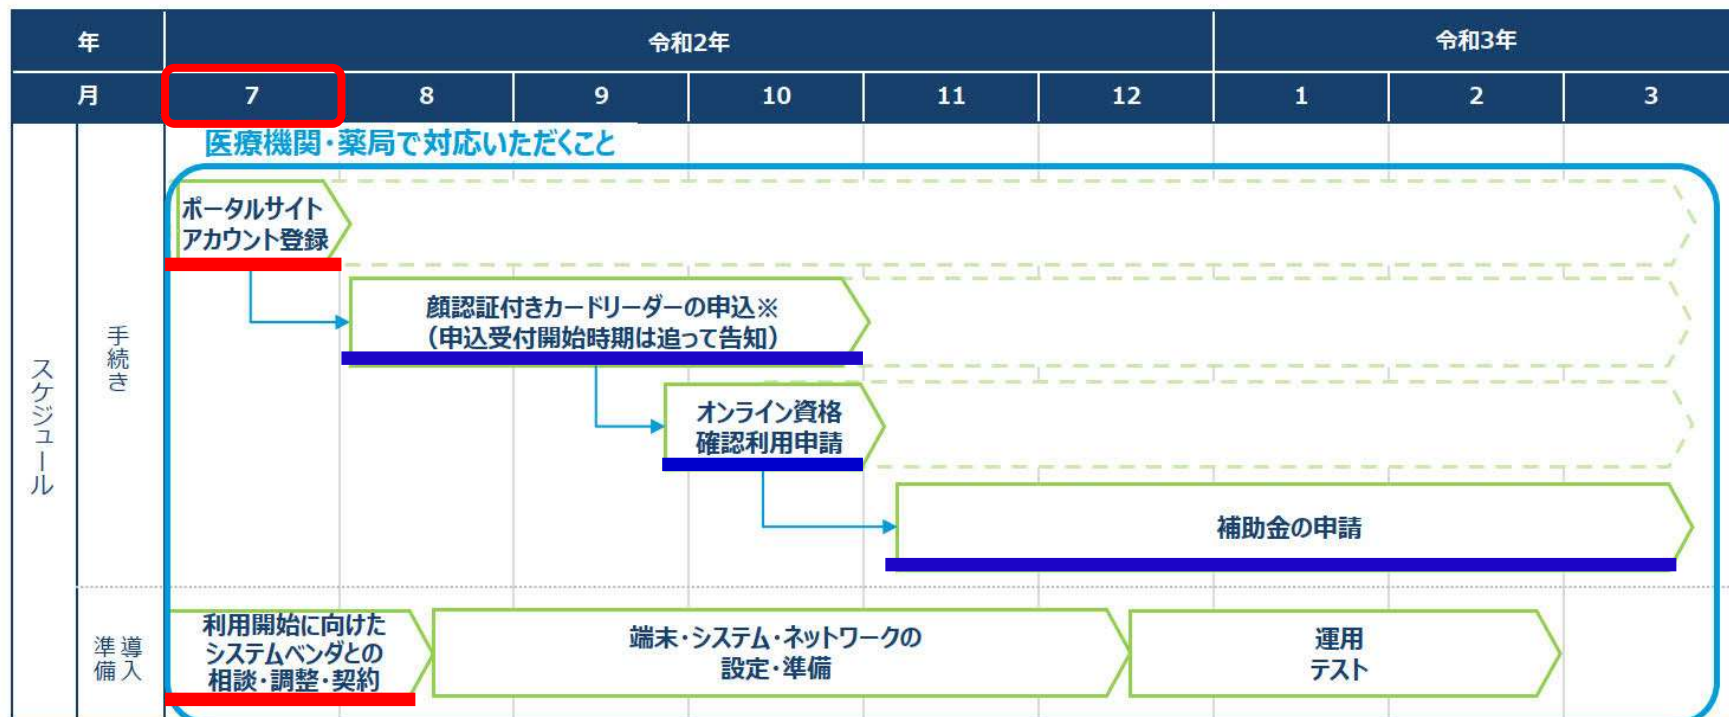 年
令和2年
令和3年
月
7
8
9
10
11
12
1
2
3
医療機関・薬局で対応いただくこと
スケジュール
手続き
ポータルサイト
アカウント登録
顔認証付きカードリーダーの申込※
（申込受付開始時期は追って告知）
オンライン資格
確認利用申請
補助金の申請
導入
準備
利用開始に向けた
システムベンダとの
相談・調整・契約
端末・システム・ネットワークの
設定・準備
運用
テスト